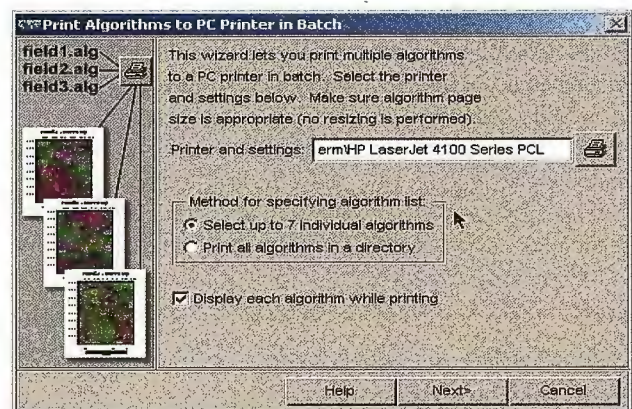 Print Algorithms to PC Printer in Batch
field1.alg
field2.alg
field3.alg
This wizard lets you print multiple algorithms
to a PC printer in batch. Select the printer
and settings below. Make sure algorithm page
size is appropriate (no resizing is performed).
Printer and settings: erm\HP LaserJet 4100 Series PCL
Method for specifying algorithm list:
Select up to 7 individual algorithms
Print all algorithms in a directory
Display each algorithm while printing
Help Next> Cancel